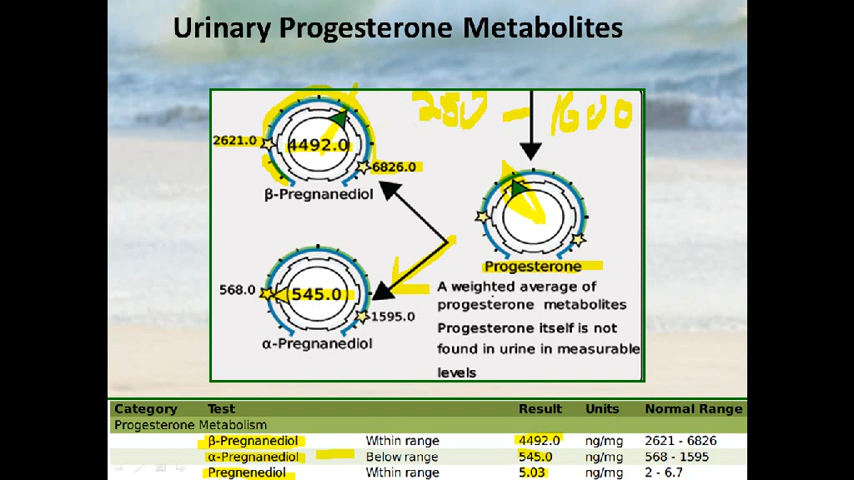 Urinary Progesterone Metabolites
280 - 1600
2621.0
4492.0
6826.0
β-Pregnanediol
Progesterone
568.0
545.0
1595.0
α-Pregnanediol
A weighted average of
progesterone metabolites
Progesterone itself is not
found in urine in measurable
levels
Category Test Result Units Normal Range
Progesterone Metabolism
β-Pregnanediol Within range 4492.0 ng/mg 2621 - 6826
α-Pregnanediol Below range 545.0 ng/mg 568 - 1595
Pregnenediol Within range 5.03 ng/mg 2 - 6.7